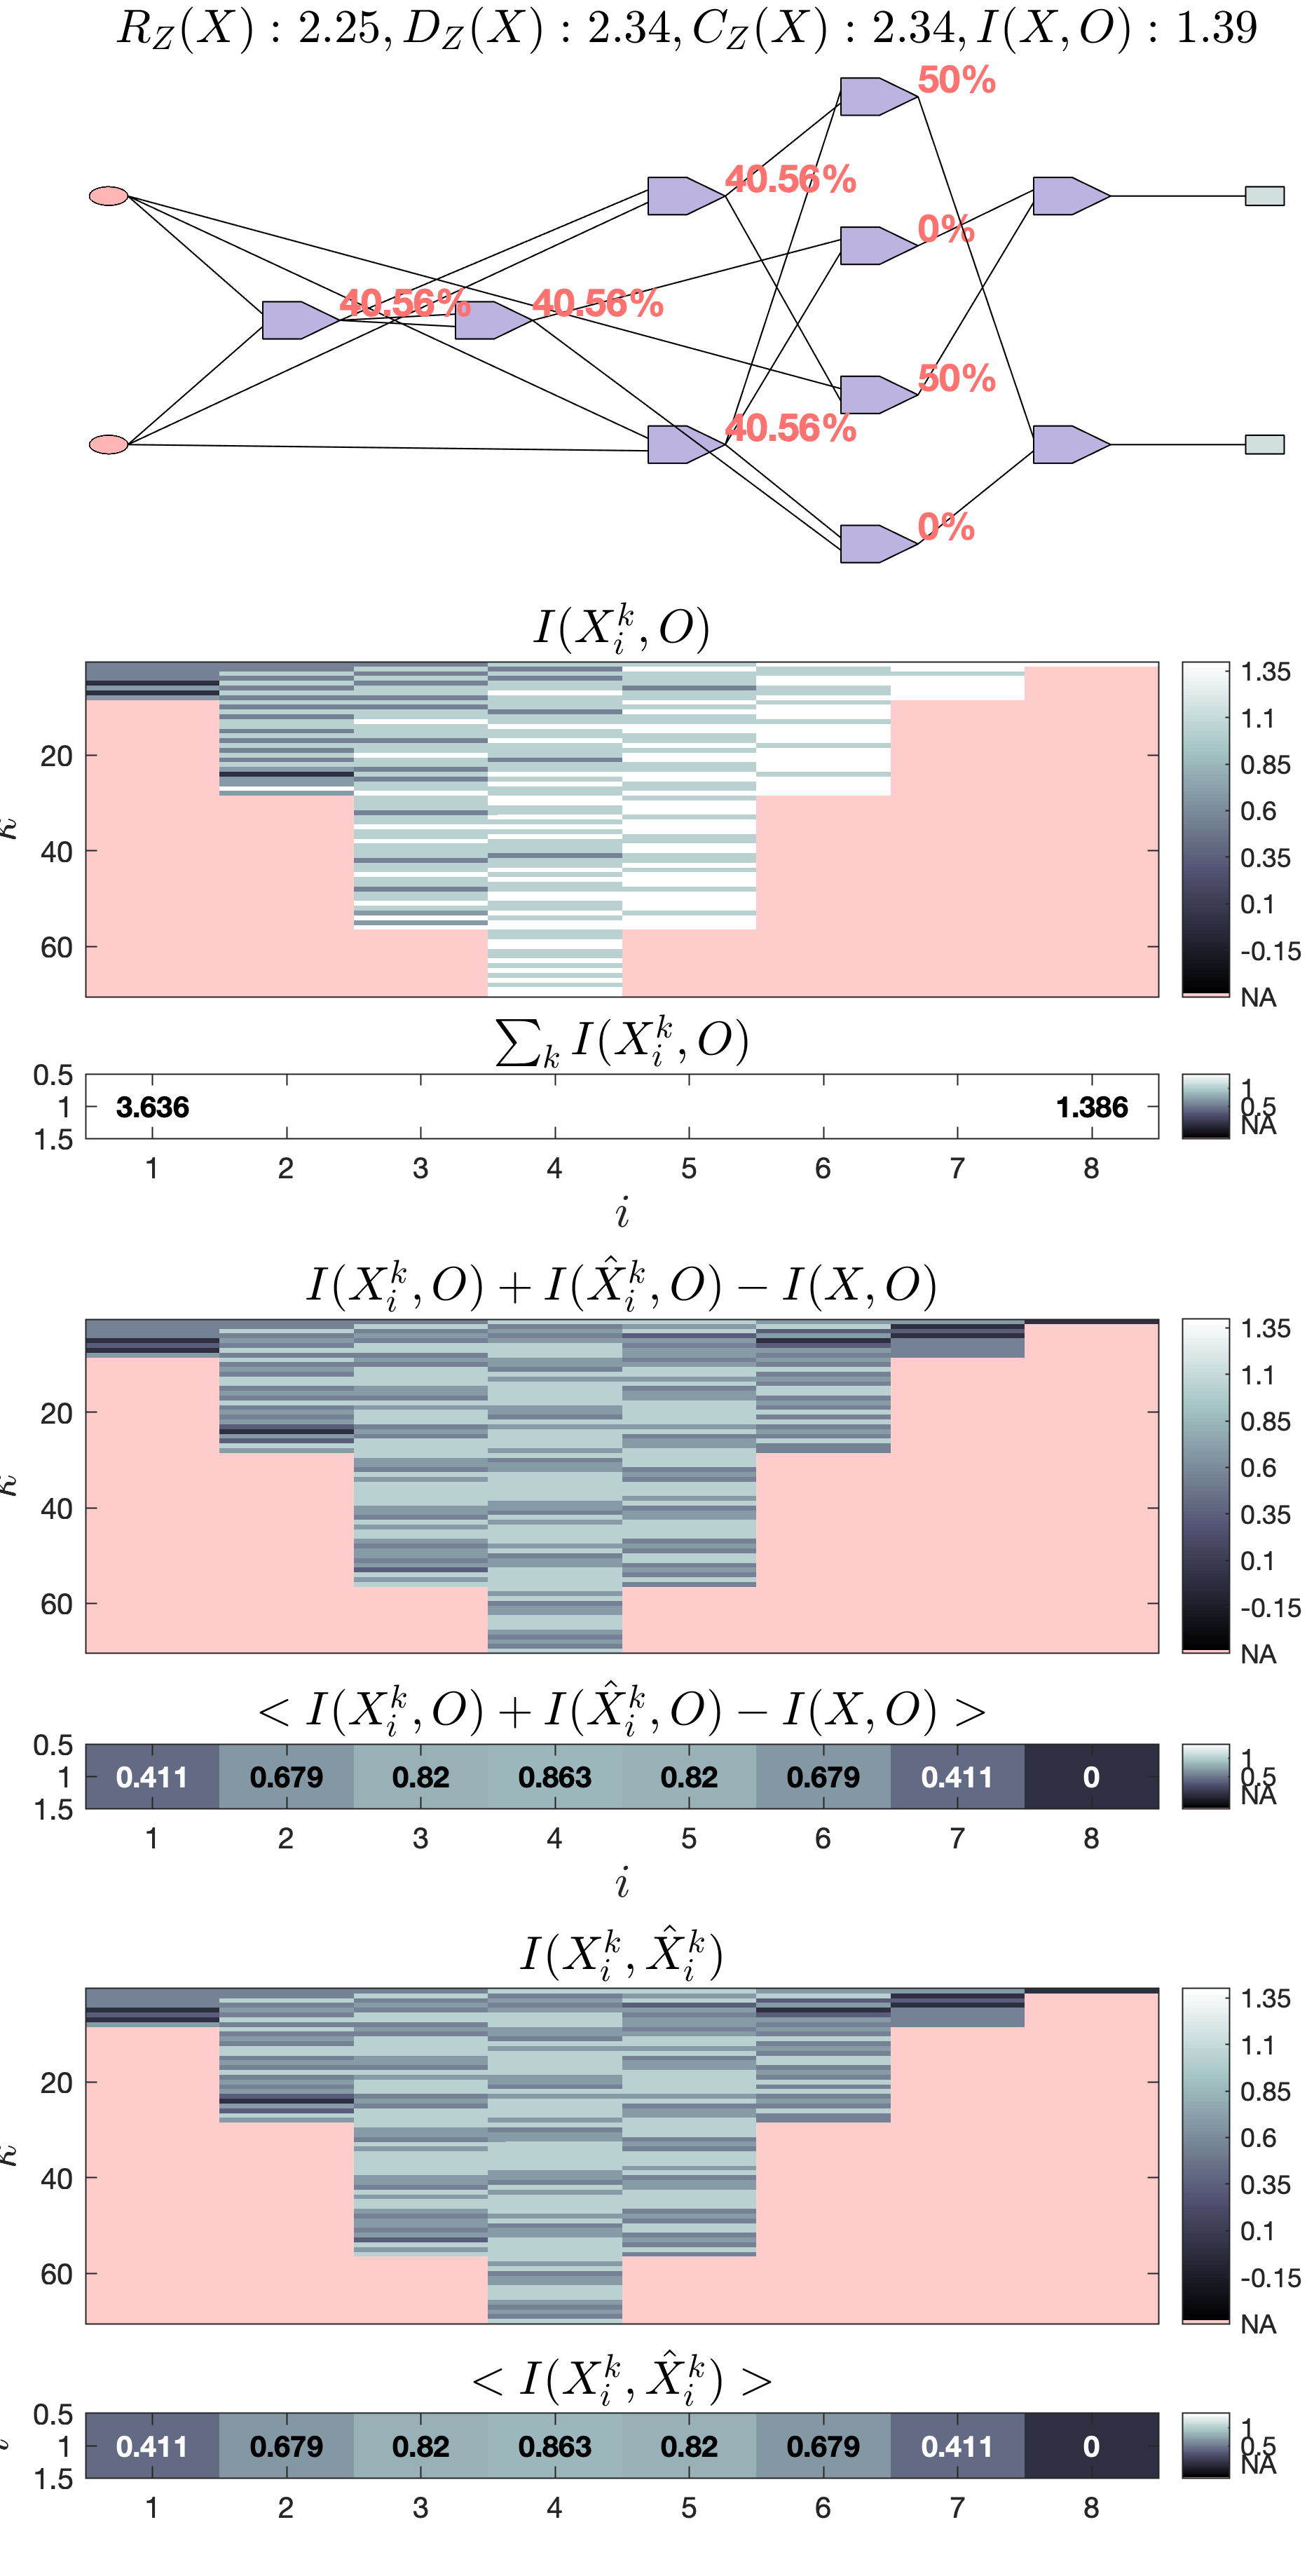 R_Z(X) : 2.25, D_Z(X) : 2.34, C_Z(X) : 2.34, I(X, O) : 1.39
50%
40.56%
0%
40.56% 40.56%
50%
40.56%
0%
I(X_i^k, O)
20
40
60
k
1.35
1.1
0.85
0.6
0.35
0.1
-0.15
NA
∑_k I(X_i^k, O)
0.5
1
1.5
3.636 1.386
1
0.5
NA
1 2 3 4 5 6 7 8
i
I(X_i^k, O) + I(X̂_i^k, O) − I(X, O)
20
40
60
k
1.35
1.1
0.85
0.6
0.35
0.1
-0.15
NA
< I(X_i^k, O) + I(X̂_i^k, O) − I(X, O) >
0.5
1
1.5
0.411 0.679 0.82 0.863 0.82 0.679 0.411 0
1
0.5
NA
1 2 3 4 5 6 7 8
i
I(X_i^k, X̂_i^k)
20
40
60
k
1.35
1.1
0.85
0.6
0.35
0.1
-0.15
NA
< I(X_i^k, X̂_i^k) >
0.5
1
1.5
0.411 0.679 0.82 0.863 0.82 0.679 0.411 0
1
0.5
NA
1 2 3 4 5 6 7 8